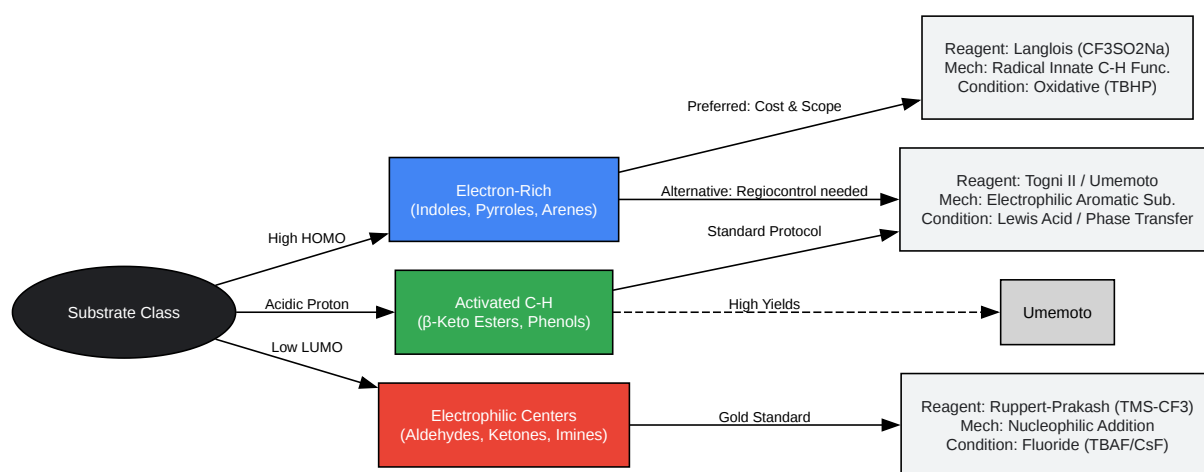 Reagent: Langlois (CF3SO2Na)
Mech: Radical Innate C-H Func.
Condition: Oxidative (TBHP)
Preferred: Cost & Scope
Electron-Rich
(Indoles, Pyrroles, Arenes)
Alternative: Regiocontrol needed
Reagent: Togni II / Umemoto
Mech: Electrophilic Aromatic Sub.
Condition: Lewis Acid / Phase Transfer
High HOMO
Standard Protocol
Substrate Class
Acidic Proton
Activated C-H
(β-Keto Esters, Phenols)
High Yields
Umemoto
Low LUMO
Electrophilic Centers
(Aldehydes, Ketones, Imines)
Gold Standard
Reagent: Ruppert-Prakash (TMS-CF3)
Mech: Nucleophilic Addition
Condition: Fluoride (TBAF/CsF)